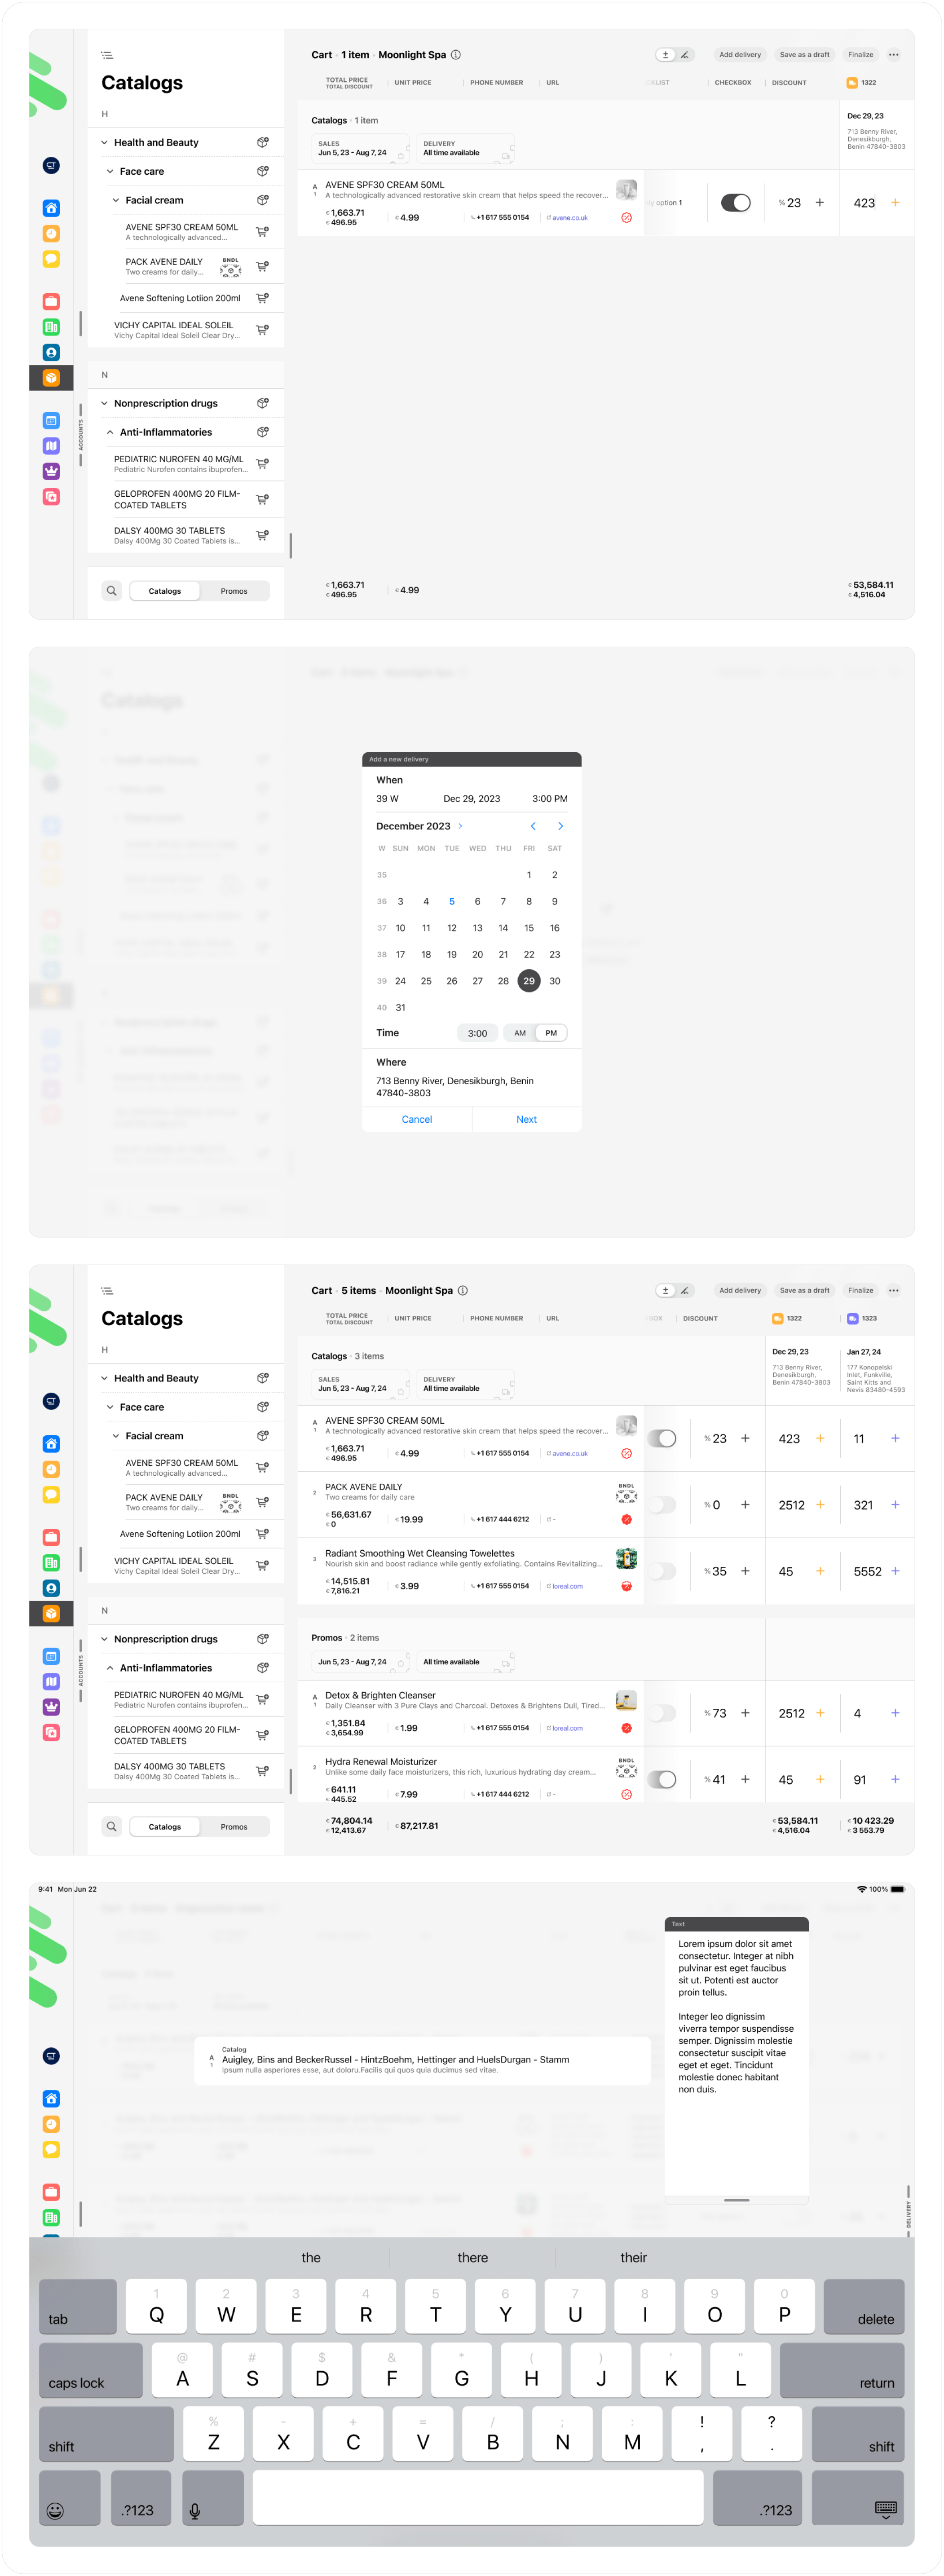 Catalogs
H
Health and Beauty
Face care
Facial cream
AVENE SPF30 CREAM 50ML
A technologically advanced...
PACK AVENE DAILY
Two creams for daily...
BNDL
Avene Softening Lotiion 200ml
VICHY CAPITAL IDEAL SOLEIL
Vichy Capital Ideal Soleil Clear Dry...
N
Nonprescription drugs
Anti-Inflammatories
PEDIATRIC NUROFEN 40 MG/ML
Pediatric Nurofen contains ibuprofen...
GELOPROFEN 400MG 20 FILM-
COATED TABLETS
DALSY 400MG 30 TABLETS
Dalsy 400Mg 30 Coated Tablets is...
Catalogs Promos
ACCOUNTS
Cart · 1 item · Moonlight Spa
± Add delivery Save as a draft Finalize
TOTAL PRICE
TOTAL DISCOUNT
UNIT PRICE PHONE NUMBER URL KLIST CHECKBOX DISCOUNT 1322
Catalogs · 1 item
SALES
Jun 5, 23 - Aug 7, 24
DELIVERY
All time available
Dec 29, 23
713 Benny River,
Denesikburgh,
Benin 47840-3803
A
1
AVENE SPF30 CREAM 50ML
A technologically advanced restorative skin cream that helps speed the recover...
€ 1,663.71
€ 496.95
€ 4.99 +1 617 555 0154 avene.co.uk
ly option 1 % 23 + 423 +
€ 1,663.71
€ 496.95
€ 4.99
€ 53,584.11
€ 4,516.04
Add a new delivery
When
39 W Dec 29, 2023 3:00 PM
December 2023
W SUN MON TUE WED THU FRI SAT
35 1 2
36 3 4 5 6 7 8 9
37 10 11 12 13 14 15 16
38 17 18 19 20 21 22 23
39 24 25 26 27 28 29 30
40 31
Time 3:00 AM PM
Where
713 Benny River, Denesikburgh, Benin
47840-3803
Cancel Next
Catalogs
H
Health and Beauty
Face care
Facial cream
AVENE SPF30 CREAM 50ML
A technologically advanced...
PACK AVENE DAILY
Two creams for daily...
BNDL
Avene Softening Lotiion 200ml
VICHY CAPITAL IDEAL SOLEIL
Vichy Capital Ideal Soleil Clear Dry...
N
Nonprescription drugs
Anti-Inflammatories
PEDIATRIC NUROFEN 40 MG/ML
Pediatric Nurofen contains ibuprofen...
GELOPROFEN 400MG 20 FILM-
COATED TABLETS
DALSY 400MG 30 TABLETS
Dalsy 400Mg 30 Coated Tablets is...
Catalogs Promos
ACCOUNTS
Cart · 5 items · Moonlight Spa
± Add delivery Save as a draft Finalize
TOTAL PRICE
TOTAL DISCOUNT
UNIT PRICE PHONE NUMBER URL BOX DISCOUNT 1322 1323
Catalogs · 3 items
SALES
Jun 5, 23 - Aug 7, 24
DELIVERY
All time available
Dec 29, 23
713 Benny River,
Denesikburgh,
Benin 47840-3803
Jan 27, 24
177 Konopelski
Inlet, Funkville,
Saint Kitts and
Nevis 83480-4593
A
1
AVENE SPF30 CREAM 50ML
A technologically advanced restorative skin cream that helps speed the recover...
€ 1,663.71
€ 496.95
€ 4.99 +1 617 555 0154 avene.co.uk
% 23 + 423 + 11 +
2
PACK AVENE DAILY
Two creams for daily care
BNDL
€ 56,631.67
€ 0
€ 19.99 +1 617 444 6212 -
% 0 + 2512 + 321 +
3
Radiant Smoothing Wet Cleansing Towelettes
Nourish skin and boost radiance while gently exfoliating. Contains Revitalizing...
€ 14,515.81
€ 7,816.21
€ 3.99 +1 617 555 0154 loreal.com
% 35 + 45 + 5552 +
Promos · 2 items
Jun 5, 23 - Aug 7, 24
All time available
A
1
Detox & Brighten Cleanser
Daily Cleanser with 3 Pure Clays and Charcoal. Detoxes & Brightens Dull, Tired...
€ 1,351.84
€ 3,654.99
€ 1.99 +1 617 555 0154 loreal.com
% 73 + 2512 + 4 +
2
Hydra Renewal Moisturizer
Unlike some daily face moisturizers, this rich, luxurious hydrating day cream...
BNDL
€ 641.11
€ 445.52
€ 7.99 +1 617 444 6212 -
% 41 + 45 + 91 +
€ 74,804.14
€ 12,413.67
€ 87,217.81
€ 53,584.11
€ 4,516.04
€ 10 423.29
€ 3 553.79
9:41 Mon Jun 22 100%
Text
Lorem ipsum dolor sit amet
consectetur. Integer at nibh
pulvinar est eget faucibus
sit ut. Potenti est auctor
proin tellus.
Integer leo dignissim
viverra tempor suspendisse
semper. Dignissim molestie
consectetur suscipit vitae
eget et eget. Tincidunt
molestie donec habitant
non duis.
A
1
Catalog
Auigley, Bins and BeckerRussel - HintzBoehm, Hettinger and HuelsDurgan - Stamm
Ipsum nulla asperiores esse, aut doloru.Facilis qui quos quia ducimus sed vitae.
DELIVERY
the there their
1 2 3 4 5 6 7 8 9 0
tab Q W E R T Y U I O P delete
@ # $ & * ( ) ' "
caps lock A S D F G H J K L return
% - + = / ; : ! ?
shift Z X C V B N M , . shift
.?123 .?123